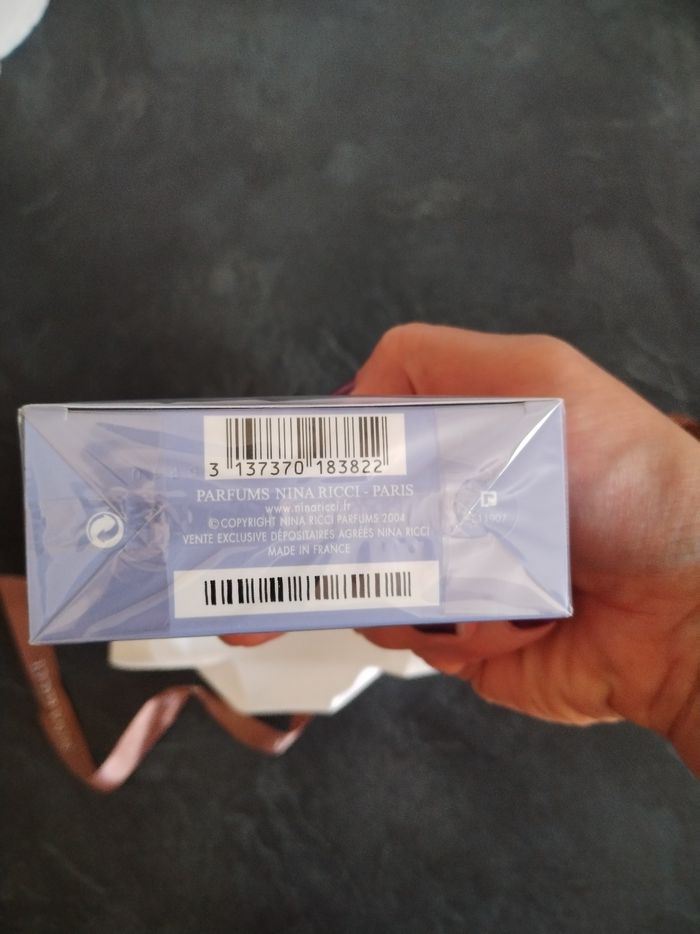 3 137370 183822
PARFUMS NINA RICCI - PARIS
www.ninaricci.fr
© COPYRIGHT NINA RICCI PARFUMS 2004
VENTE EXCLUSIVE DÉPOSITAIRES AGRÉES NINA RICCI
MADE IN FRANCE